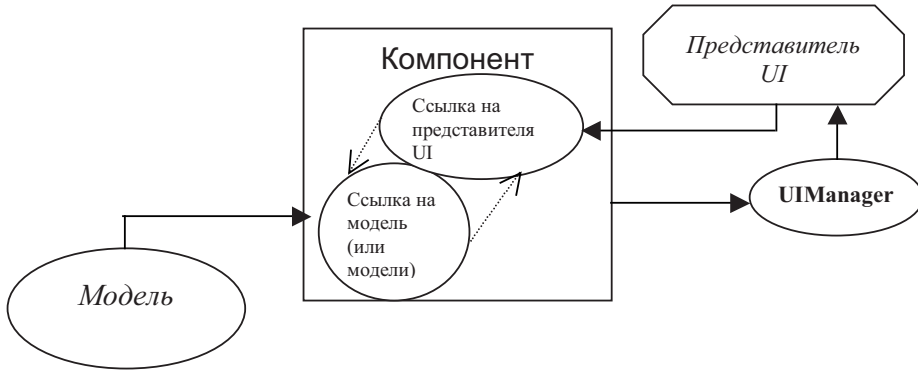 Компонент
Ссылка на
представителя
UI
Ссылка на
модель
(или
модели)
Модель
Представитель
UI
UIManager